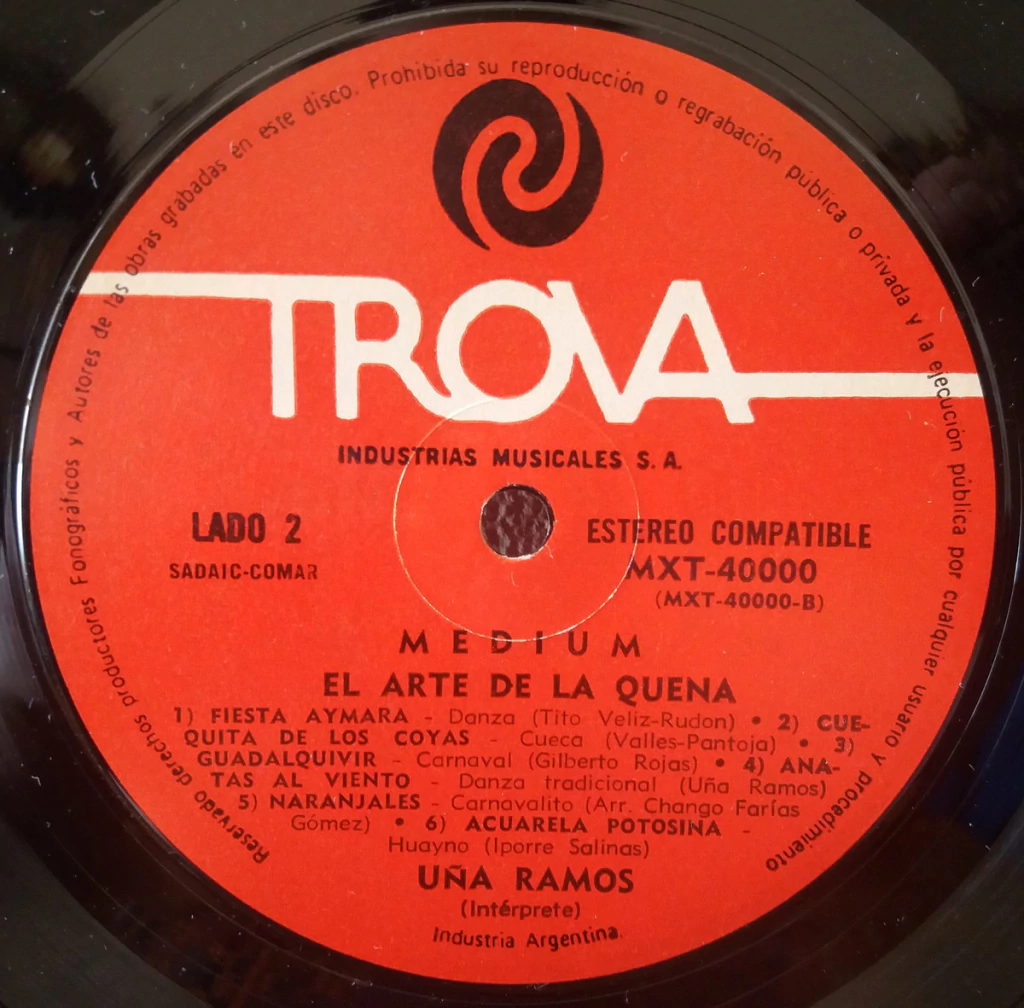 Reservado derechos productores Fonográficos y Autores de las obras grabadas en este disco. Prohibida su reproducción o regrabación pública o privada y la ejecución pública por cualquier usuario y procedimiento
TROVA
INDUSTRIAS MUSICALES S. A.
LADO 2
SADAIC-COMAR
ESTEREO COMPATIBLE
MXT-40000
(MXT-40000-B)
MEDIUM
EL ARTE DE LA QUENA
1) FIESTA AYMARA - Danza (Tito Veliz-Rudon) • 2) CUE-
QUITA DE LOS COYAS - Cueca (Valles-Pantoja) • 3)
GUADALQUIVIR - Carnaval (Gilberto Rojas) • 4) ANA-
TAS AL VIENTO - Danza tradicional (Uña Ramos)
5) NARANJALES - Carnavalito (Arr. Chango Farías
Gómez) • 6) ACUARELA POTOSINA -
Huayno (Iporre Salinas)
UÑA RAMOS
(Intérprete)
Industria Argentina.